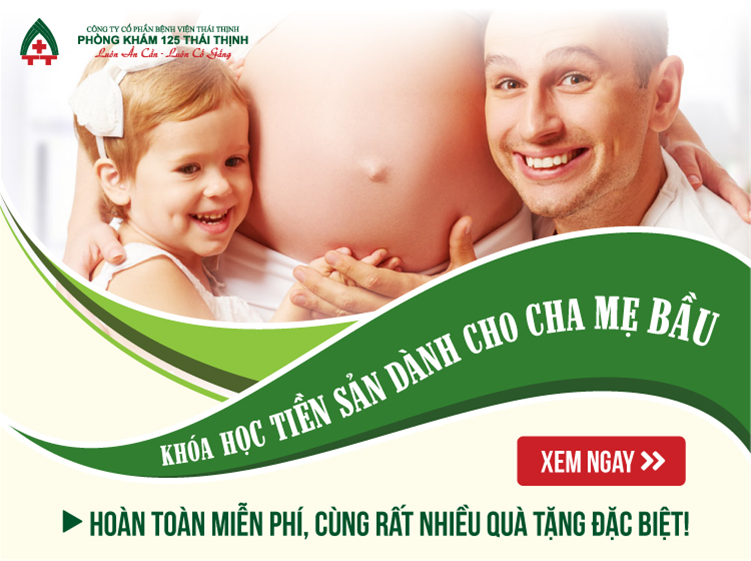 CÔNG TY CỔ PHẦN BỆNH VIỆN THÁI THỊNH
PHÒNG KHÁM 125 THÁI THỊNH
Luôn Ân Cần - Luôn Cố Gắng
KHÓA HỌC TIỀN SẢN DÀNH CHO CHA MẸ BẦU
XEM NGAY >>
HOÀN TOÀN MIỄN PHÍ, CÙNG RẤT NHIỀU QUÀ TẶNG ĐẶC BIỆT!